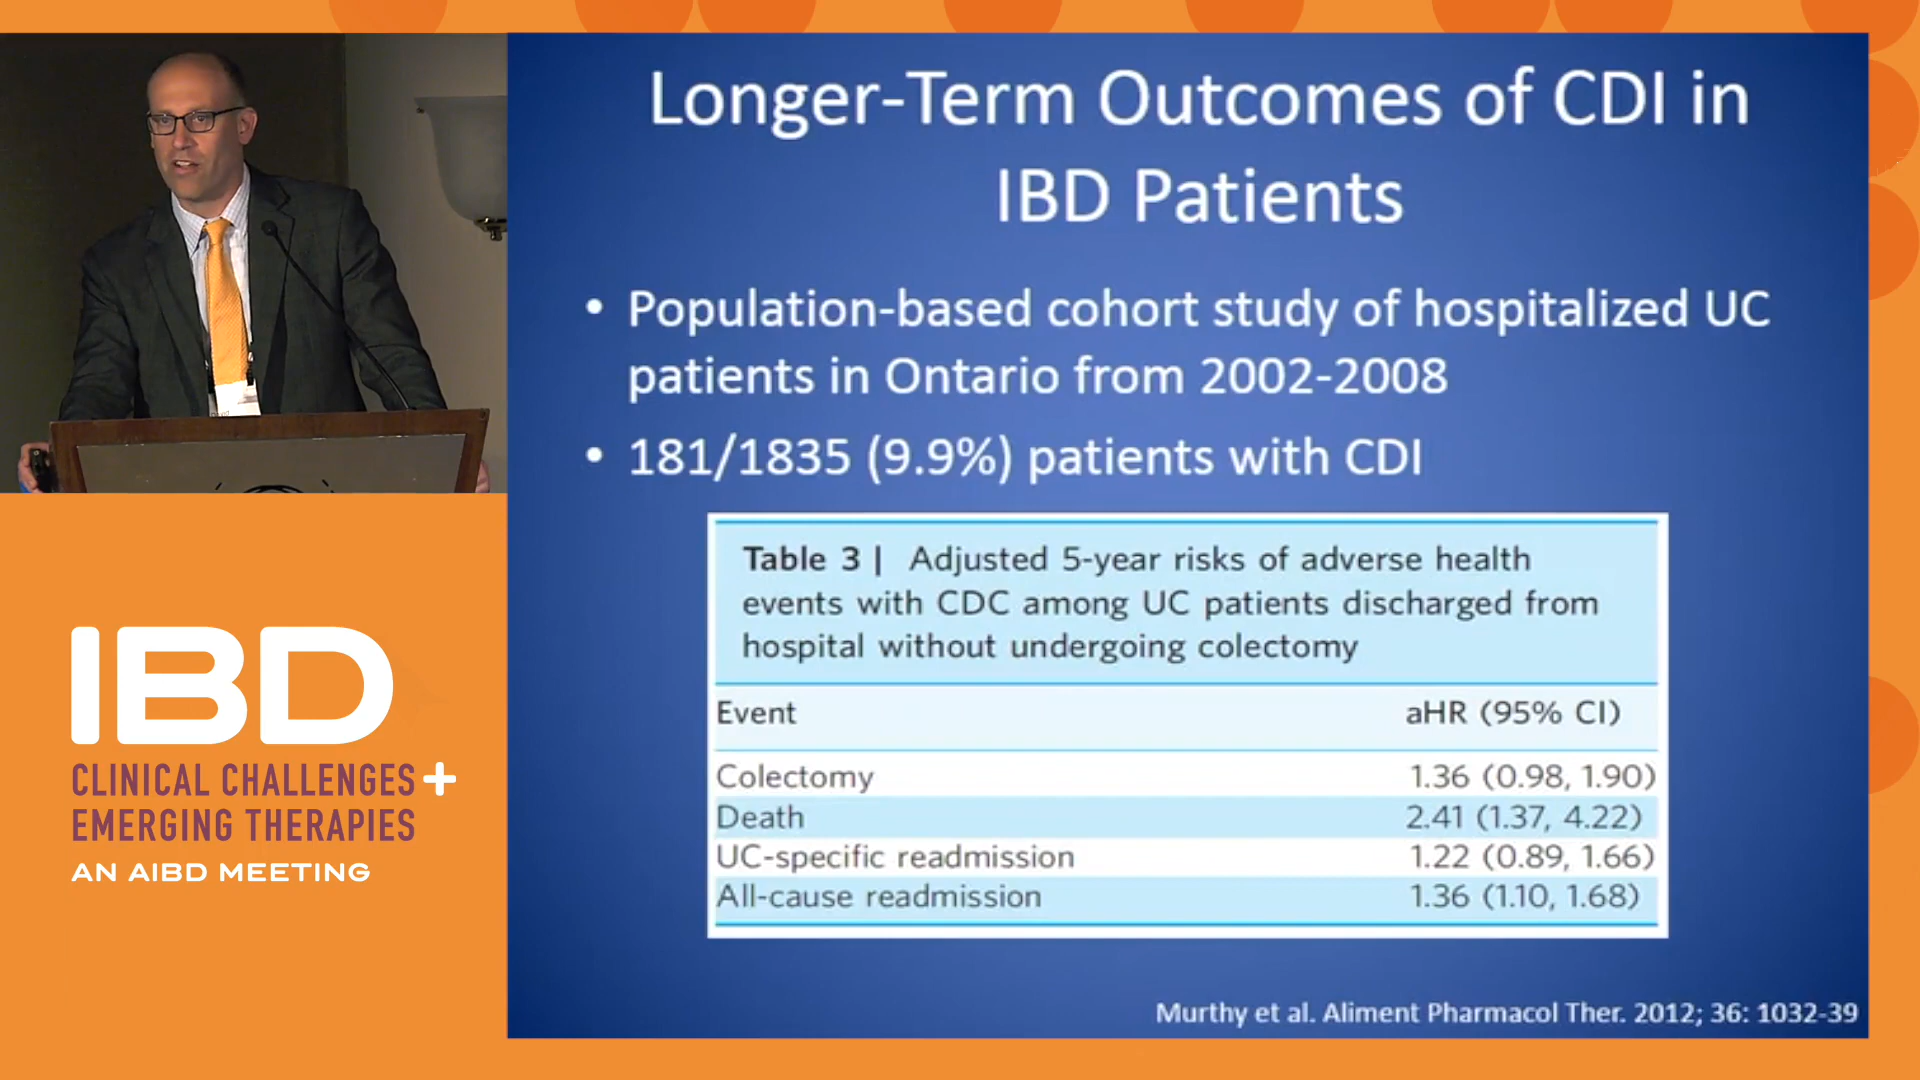 Longer-Term Outcomes of CDI in
IBD Patients
• Population-based cohort study of hospitalized UC
patients in Ontario from 2002-2008
• 181/1835 (9.9%) patients with CDI
Table 3 | Adjusted 5-year risks of adverse health
events with CDC among UC patients discharged from
hospital without undergoing colectomy
Event aHR (95% CI)
Colectomy 1.36 (0.98, 1.90)
Death 2.41 (1.37, 4.22)
UC-specific readmission 1.22 (0.89, 1.66)
All-cause readmission 1.36 (1.10, 1.68)
Murthy et al. Aliment Pharmacol Ther. 2012; 36: 1032-39
IBD
CLINICAL CHALLENGES +
EMERGING THERAPIES
AN AIBD MEETING